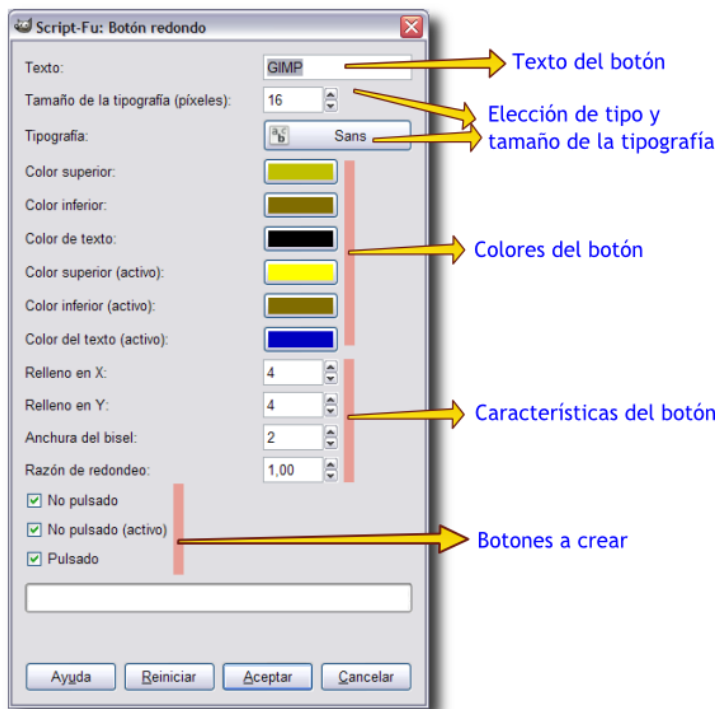 Script-Fu: Botón redondo
Texto: GIMP
Texto del botón
Tamaño de la tipografía (píxeles): 16
Elección de tipo y
tamaño de la tipografía
Tipografía: Sans
Color superior:
Color inferior:
Color de texto:
Color superior (activo):
Color inferior (activo):
Color del texto (activo):
Colores del botón
Relleno en X: 4
Relleno en Y: 4
Anchura del bisel: 2
Razón de redondeo: 1,00
Características del botón
No pulsado
No pulsado (activo)
Pulsado
Botones a crear
Ayuda Reiniciar Aceptar Cancelar